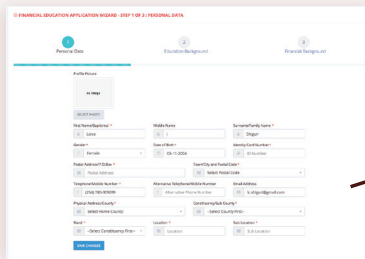 FINANCIAL EDUCATION APPLICATION WIZARD - STEP 1 OF 3 : PERSONAL DATA
1 2 3
Personal Data Education Background Financial Background
Profile Picture
no image
SELECT PHOTO
First Name(Baptismal) * Middle Name Surname/Family Name *
Gender * Date of Birth * Identity Card Number *
Female 05-11-2004 ID Number
Postal Address(P.O.Box) * Town/City and Postal Code *
Postal Address Select Postal Code
Telephone/Mobile Number * Alternative Telephone/Mobile Number Email Address
Alternative Phone Number
Physical Address(County) * Constituency/Sub County *
Select Home County --Select County First--
Ward * Location * Sub Location *
--Select Constituency First-- Location Sub Location
SAVE CHANGES